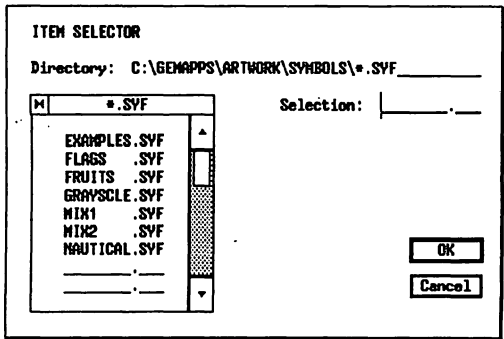 ITEM SELECTOR
Directory: C:\GEMAPPS\ARTWORK\SYMBOLS\*.SYF
*.SYF
Selection:
EXAMPLES.SYF
FLAGS .SYF
FRUITS .SYF
GRAYSCLE.SYF
MIX1 .SYF
MIX2 .SYF
NAUTICAL.SYF
OK
Cancel